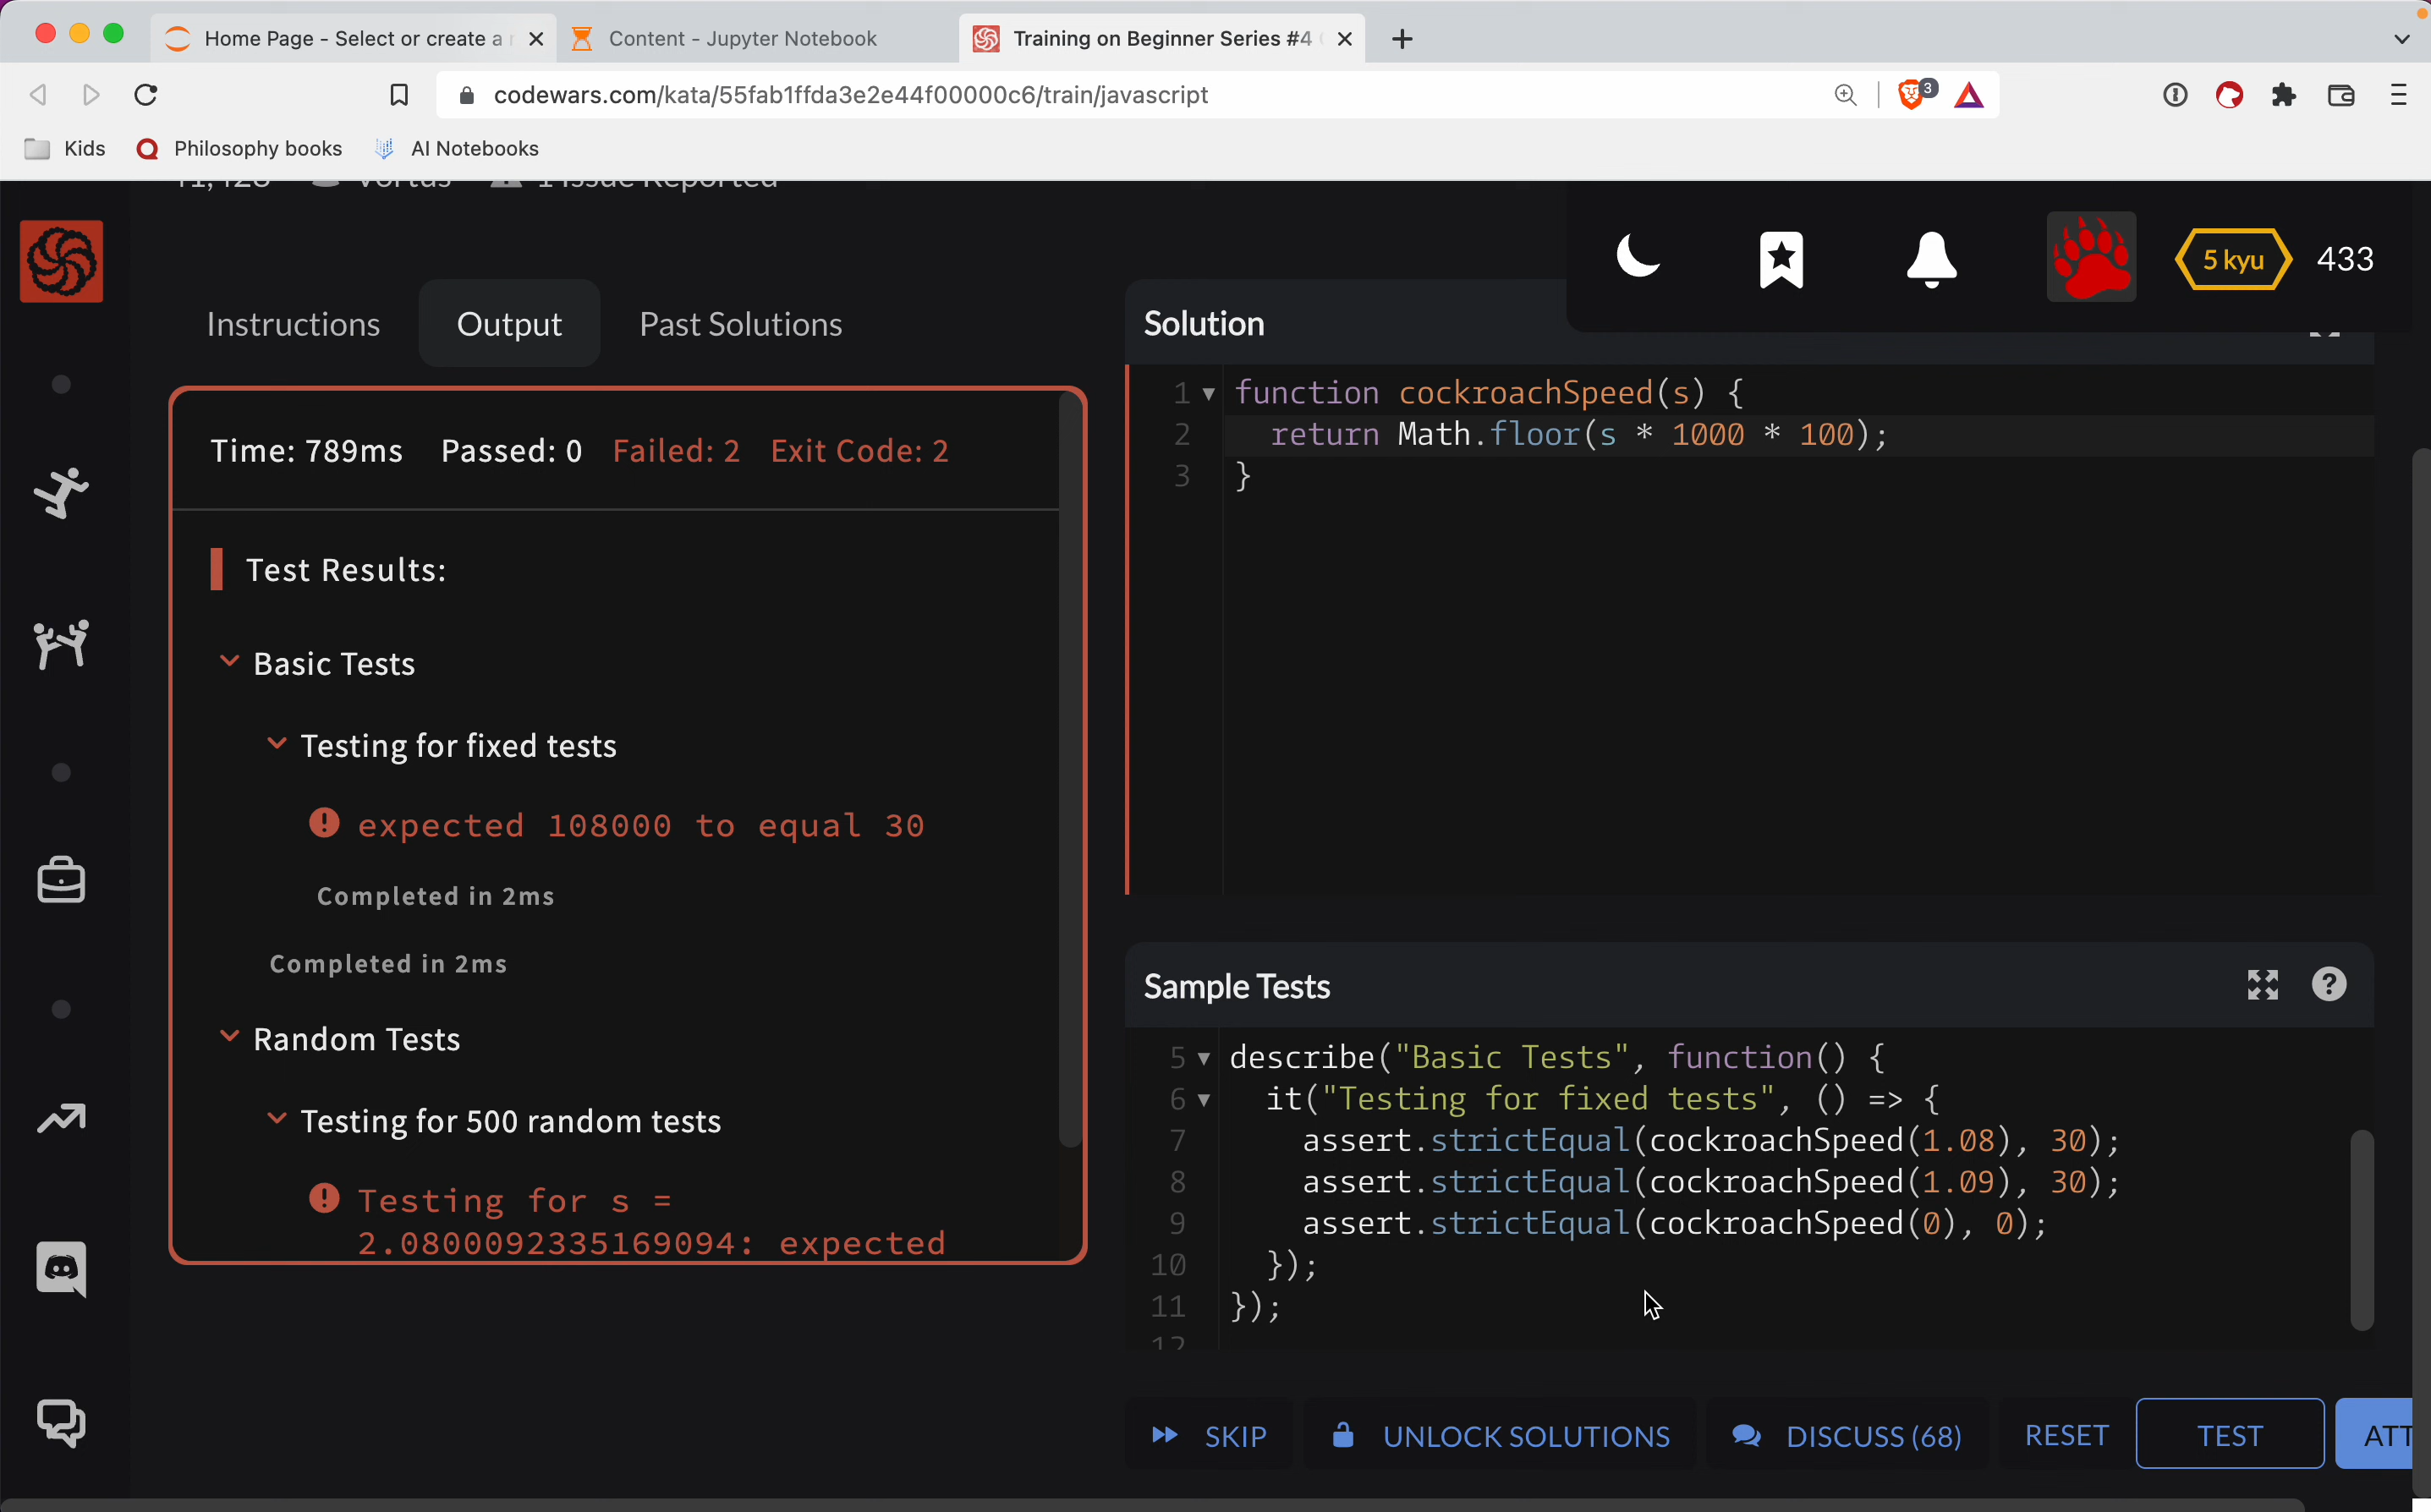 Home Page - Select or create a
Content - Jupyter Notebook
Training on Beginner Series #4
codewars.com/kata/55fab1ffda3e2e44f00000c6/train/javascript
3
Kids
Philosophy books
AI Notebooks
1 Issue Reported
5 kyu
433
Instructions
Output
Past Solutions
Time: 789ms Passed: 0 Failed: 2 Exit Code: 2
Test Results:
Basic Tests
Testing for fixed tests
expected 108000 to equal 30
Completed in 2ms
Completed in 2ms
Random Tests
Testing for 500 random tests
Testing for s =
2.0800092335169094: expected
Solution
1 function cockroachSpeed(s) {
2 return Math.floor(s * 1000 * 100);
3 }
Sample Tests
5 describe("Basic Tests", function() {
6 it("Testing for fixed tests", () => {
7 assert.strictEqual(cockroachSpeed(1.08), 30);
8 assert.strictEqual(cockroachSpeed(1.09), 30);
9 assert.strictEqual(cockroachSpeed(0), 0);
10 });
11 });
12
SKIP
UNLOCK SOLUTIONS
DISCUSS (68)
RESET
TEST
ATT